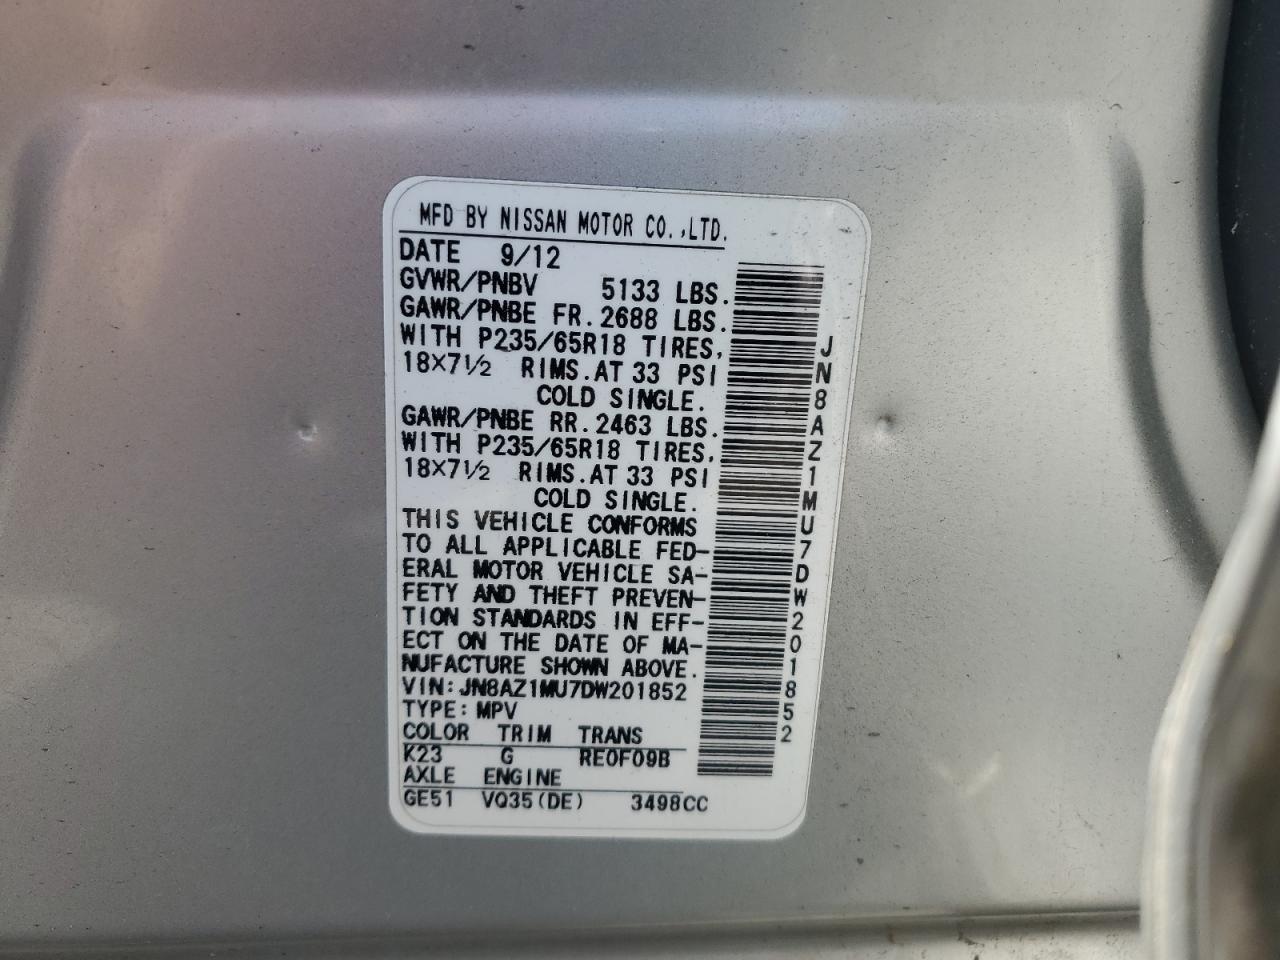 MFD BY NISSAN MOTOR CO.,LTD.
DATE 9/12
GVWR/PNBV 5133 LBS.
GAWR/PNBE FR.2688 LBS.
WITH P235/65R18 TIRES,
18×7½ RIMS.AT 33 PSI
COLD SINGLE.
GAWR/PNBE RR.2463 LBS.
WITH P235/65R18 TIRES,
18×7½ RIMS.AT 33 PSI
COLD SINGLE.
THIS VEHICLE CONFORMS
TO ALL APPLICABLE FED-
ERAL MOTOR VEHICLE SA-
FETY AND THEFT PREVEN-
TION STANDARDS IN EFF-
ECT ON THE DATE OF MA-
NUFACTURE SHOWN ABOVE.
VIN:JN8AZ1MU7DW201852
TYPE:MPV
COLOR TRIM TRANS
K23 G RE0F09B
AXLE ENGINE
GE51 VQ35(DE) 3498CC
JN8AZ1MU7DW201852